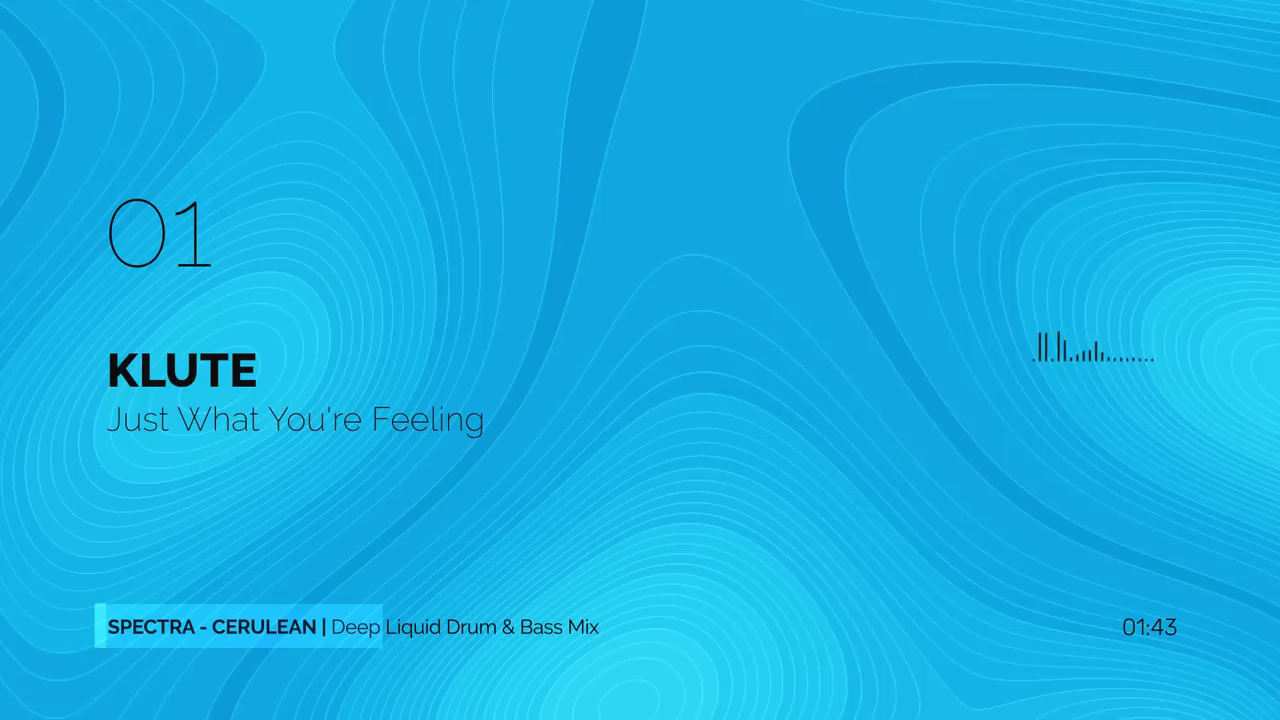 01
KLUTE
Just What You're Feeling
SPECTRA - CERULEAN | Deep Liquid Drum & Bass Mix
01:43